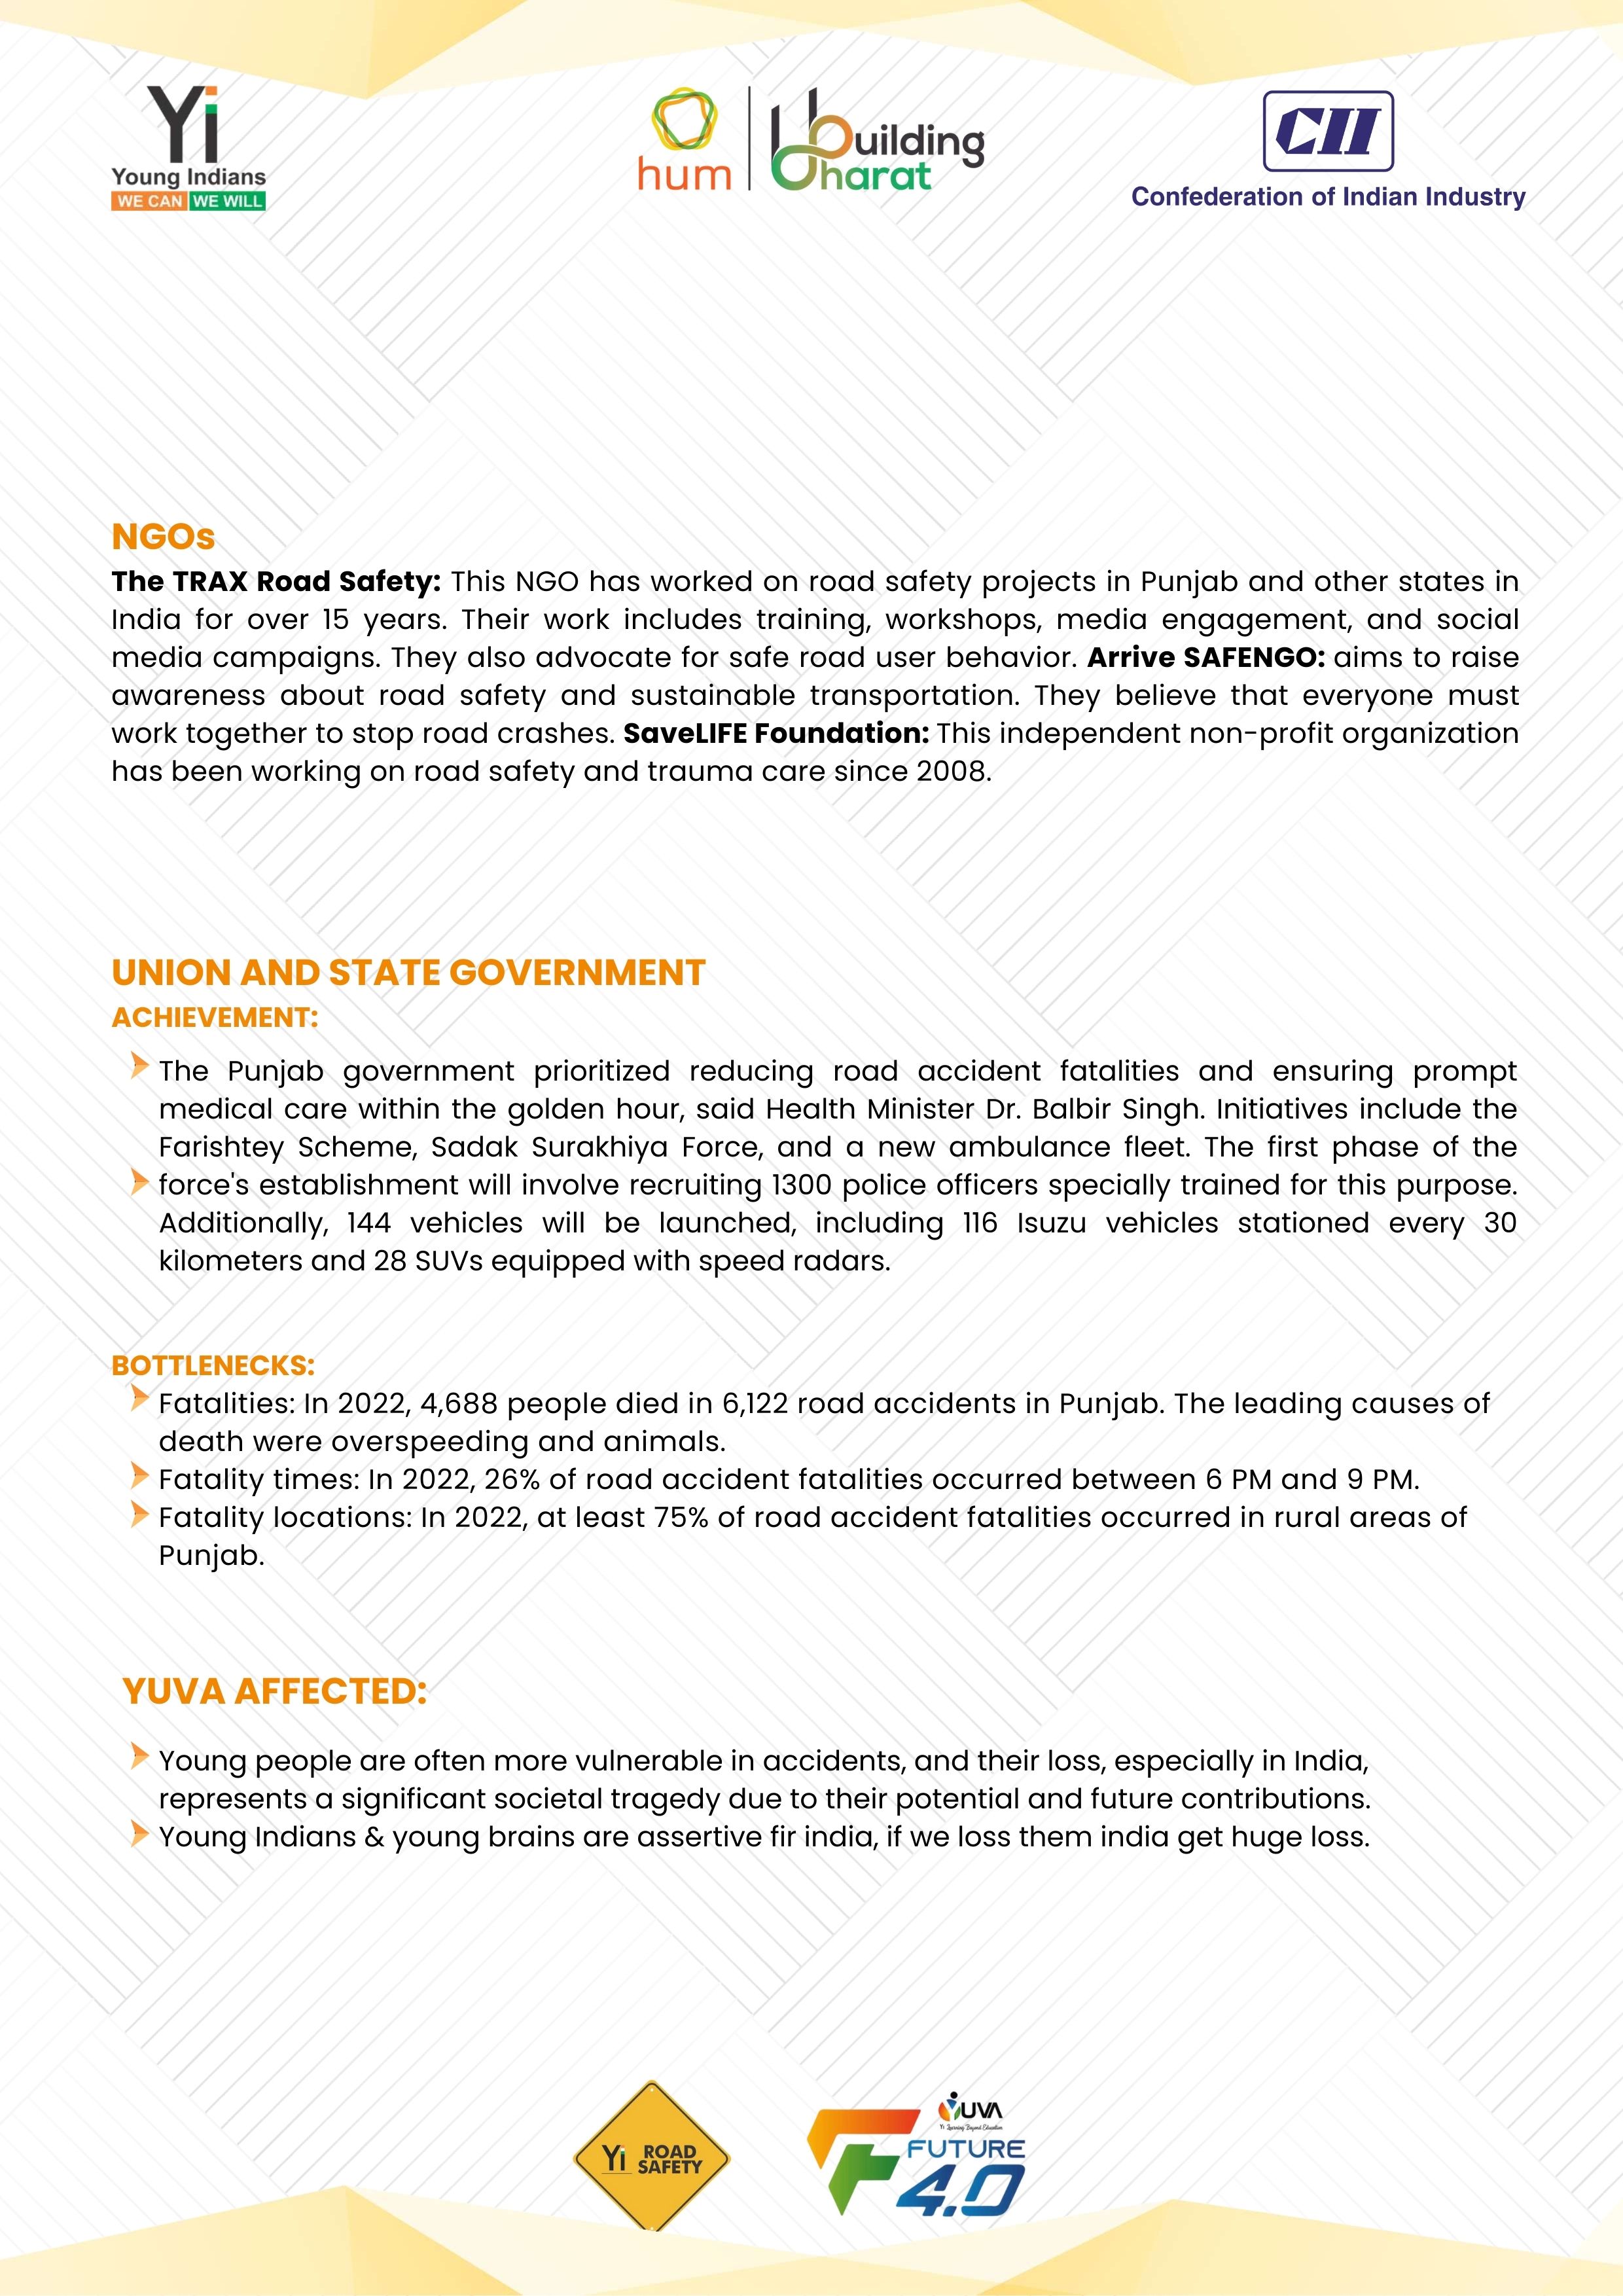 Yi
Young Indians
WE CAN WE WILL
hum
Building
Bharat
CII
Confederation of Indian Industry
NGOs
The TRAX Road Safety: This NGO has worked on road safety projects in Punjab and other states in
India for over 15 years. Their work includes training, workshops, media engagement, and social
media campaigns. They also advocate for safe road user behavior. Arrive SAFENGO: aims to raise
awareness about road safety and sustainable transportation. They believe that everyone must
work together to stop road crashes. SaveLIFE Foundation: This independent non-profit organization
has been working on road safety and trauma care since 2008.
UNION AND STATE GOVERNMENT
ACHIEVEMENT:
The Punjab government prioritized reducing road accident fatalities and ensuring prompt
medical care within the golden hour, said Health Minister Dr. Balbir Singh. Initiatives include the
Farishtey Scheme, Sadak Surakhiya Force, and a new ambulance fleet. The first phase of the
force's establishment will involve recruiting 1300 police officers specially trained for this purpose.
Additionally, 144 vehicles will be launched, including 116 Isuzu vehicles stationed every 30
kilometers and 28 SUVs equipped with speed radars.
BOTTLENECKS:
Fatalities: In 2022, 4,688 people died in 6,122 road accidents in Punjab. The leading causes of
death were overspeeding and animals.
Fatality times: In 2022, 26% of road accident fatalities occurred between 6 PM and 9 PM.
Fatality locations: In 2022, at least 75% of road accident fatalities occurred in rural areas of
Punjab.
YUVA AFFECTED:
Young people are often more vulnerable in accidents, and their loss, especially in India,
represents a significant societal tragedy due to their potential and future contributions.
Young Indians & young brains are assertive fir india, if we loss them india get huge loss.
Yi ROAD
SAFETY
YUVA
Yi Learning Beyond Education
FUTURE
4.0